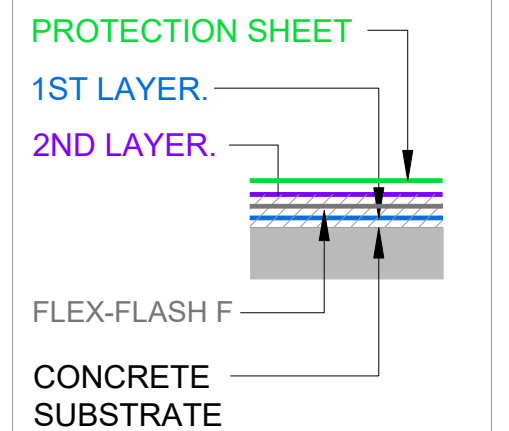 PROTECTION SHEET
1ST LAYER.
2ND LAYER.
FLEX-FLASH F
CONCRETE
SUBSTRATE